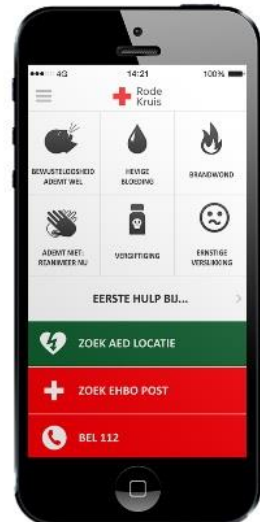 4G 14:21 100%
Rode
Kruis
BEWUSTELOOSHEID
ADEMT WEL
HEVIGE
BLOEDING
BRANDWOND
ADEMT NIET:
REANIMEER NU
VERGIFTIGING
ERNSTIGE
VERSLIKKING
EERSTE HULP BIJ...
ZOEK AED LOCATIE
ZOEK EHBO POST
BEL 112